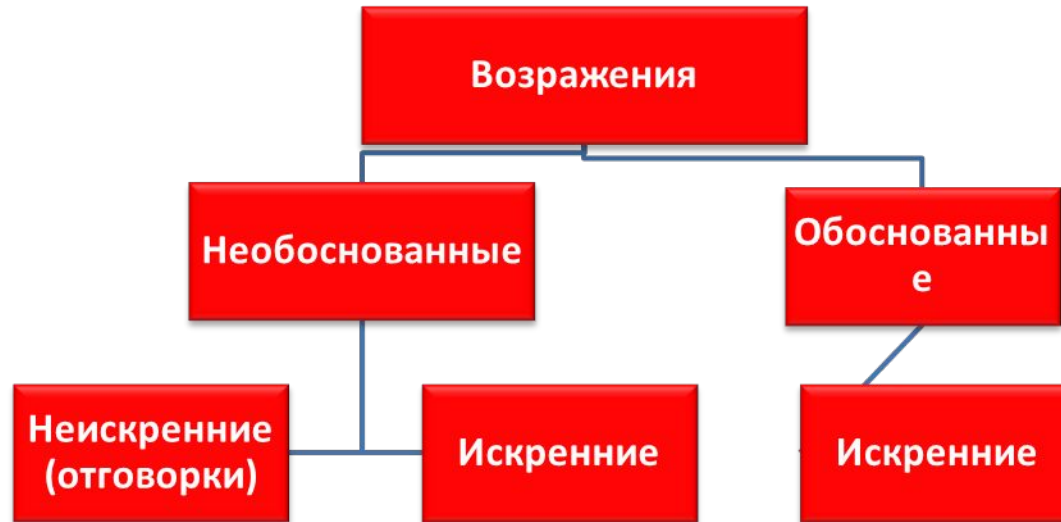 Возражения
Необоснованные
Обоснованны
е
Неискренние
(отговорки)
Искренние
Искренние